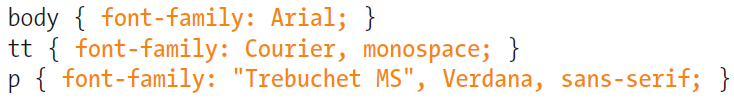 body { font-family: Arial; }
tt { font-family: Courier, monospace; }
p { font-family: "Trebuchet MS", Verdana, sans-serif; }